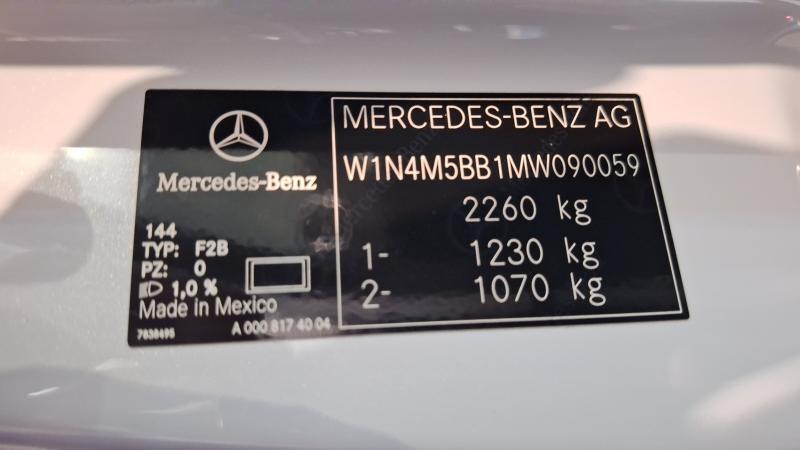 Mercedes-Benz
144
TYP: F2B
PZ: 0
1,0 %
Made in Mexico
7838495
A 000 817 40 04
MERCEDES-BENZ AG
W1N4M5BB1MW090059
2260 kg
1- 1230 kg
2- 1070 kg